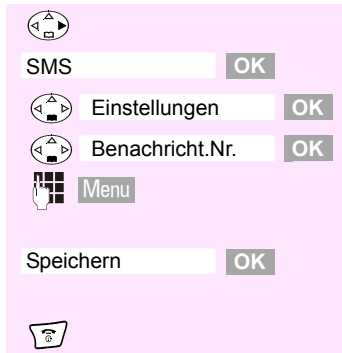 SMS OK
Einstellungen OK
Benachricht.Nr. OK
Menu
Speichern OK